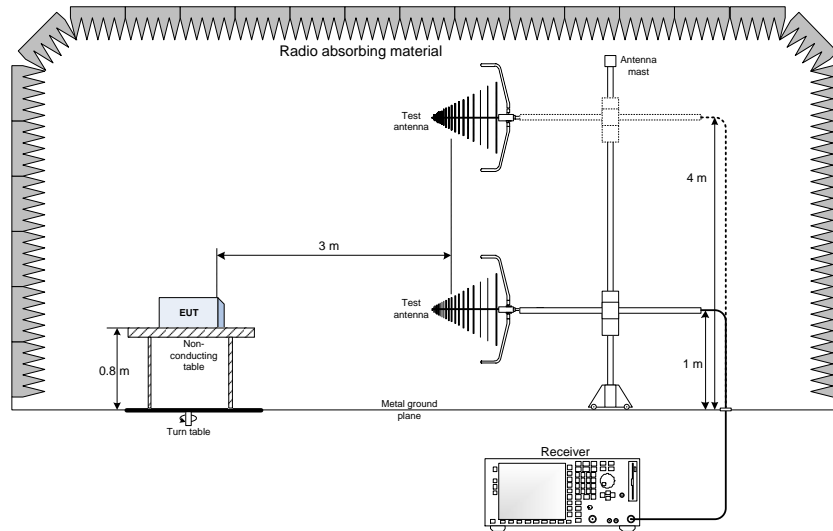 Radio absorbing material
Antenna
mast
Test
antenna
4 m
3 m
EUT
Test
antenna
Non-
conducting
table
0.8 m
1 m
Metal ground
plane
Turn table
Receiver